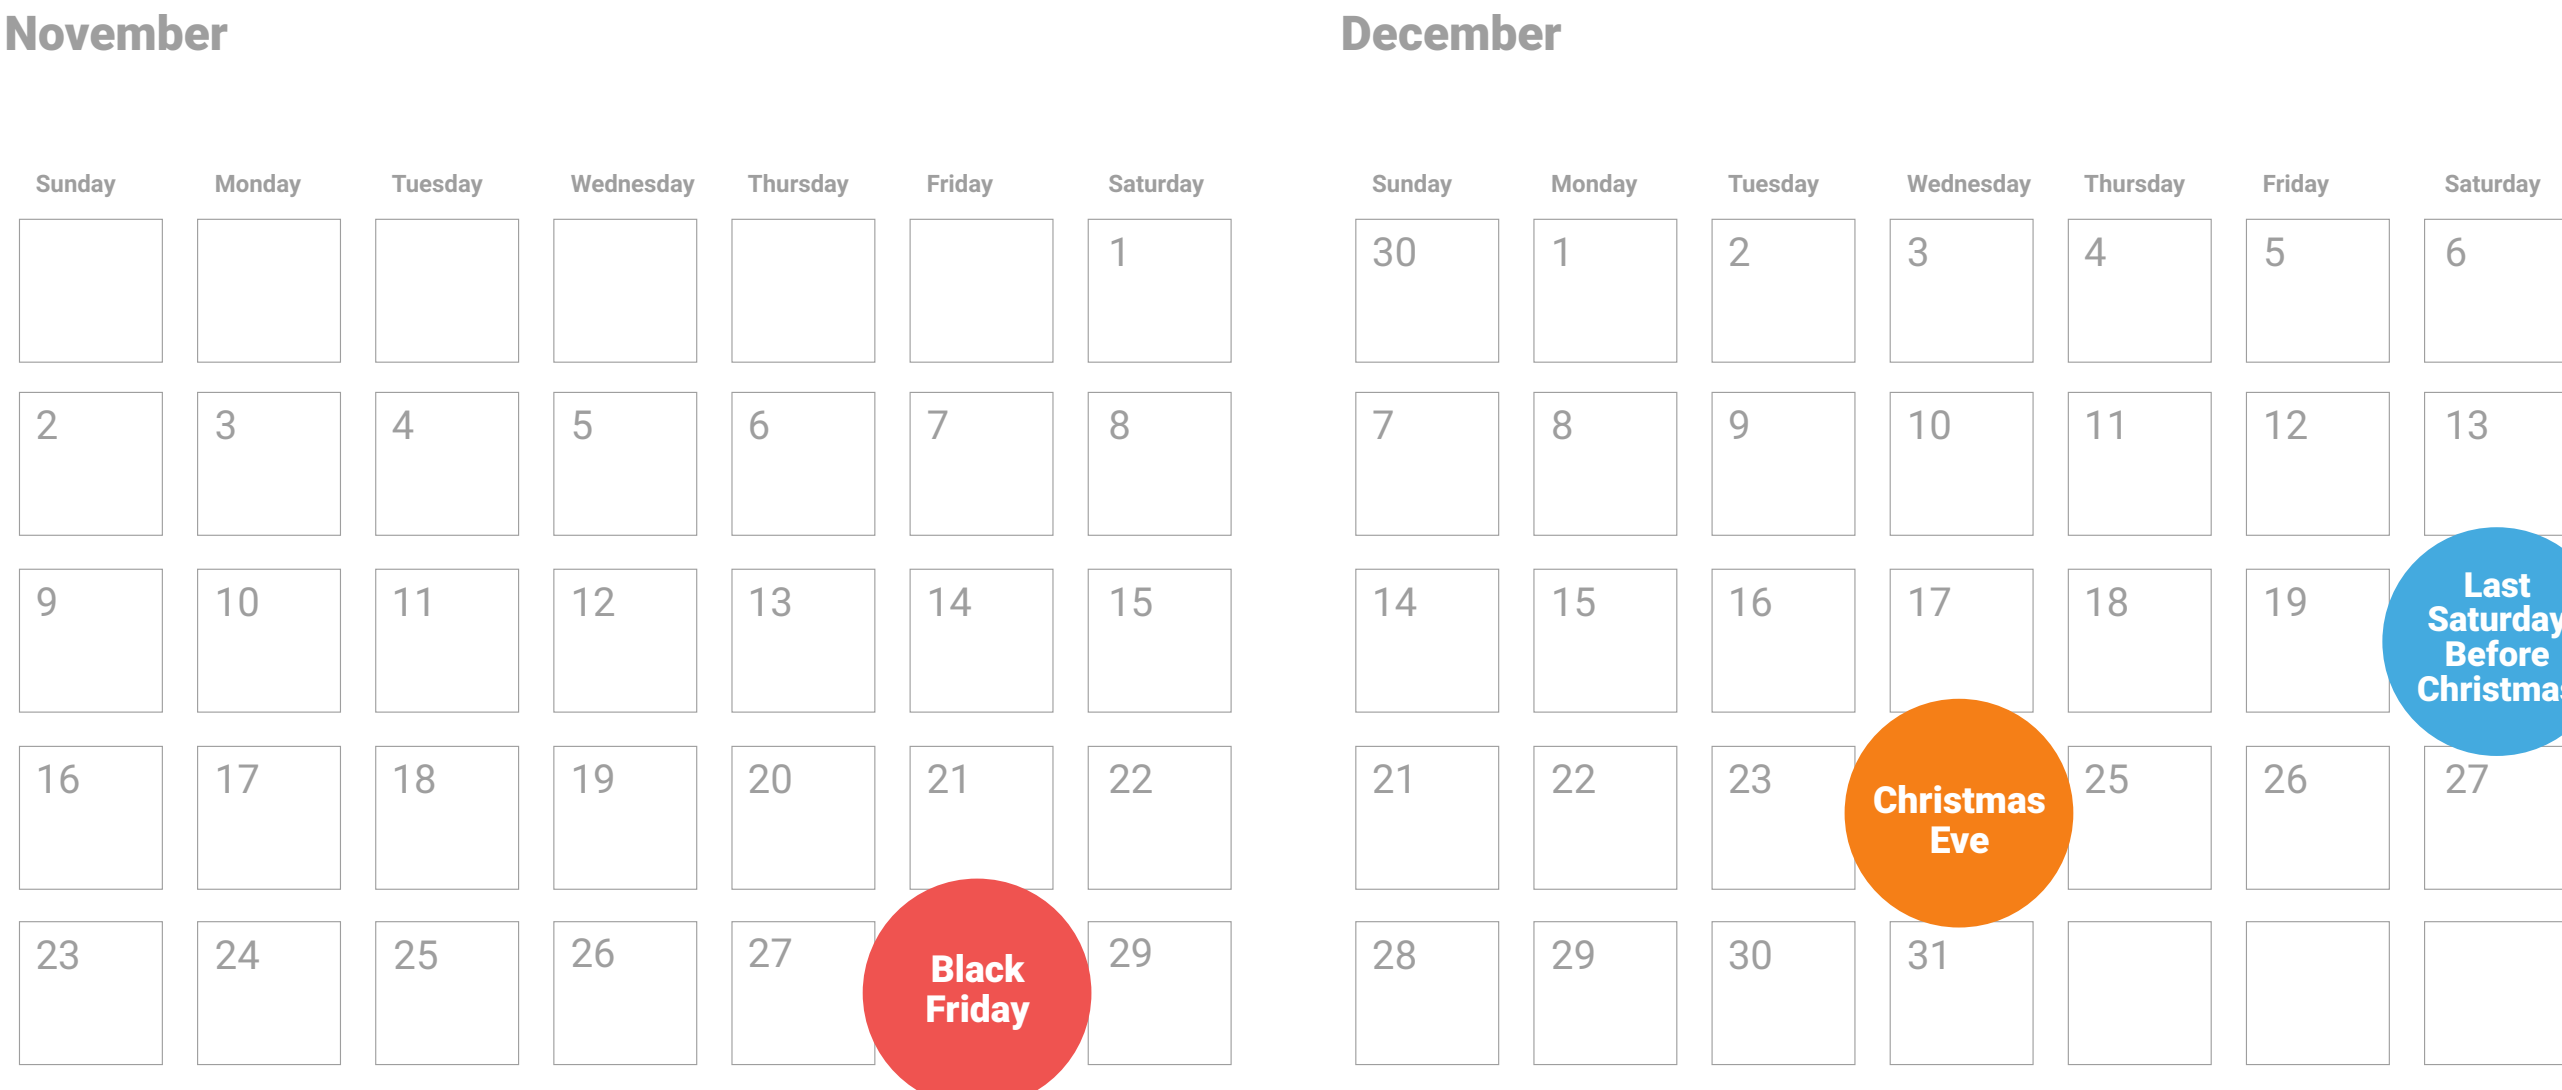 November
Sunday Monday Tuesday Wednesday Thursday Friday Saturday
1
2 3 4 5 6 7 8
9 10 11 12 13 14 15
16 17 18 19 20 21 22
23 24 25 26 27 29
Black
Friday
December
Sunday Monday Tuesday Wednesday Thursday Friday Saturday
30 1 2 3 4 5 6
7 8 9 10 11 12 13
14 15 16 17 18 19
Last
Saturday
Before
Christmas
21 22 23 25 26 27
Christmas
Eve
28 29 30 31